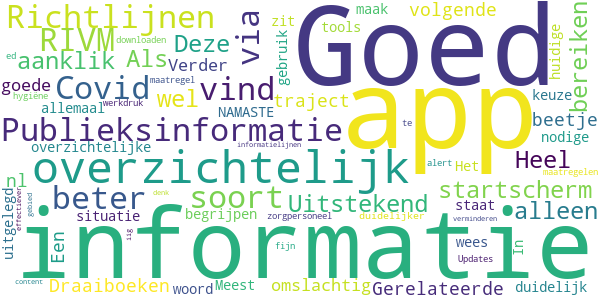 Richtlijnen
RIVM
via
zit
maak
volgende
Goed
ed
downloaden
Deze
gebruik
tools
huidige
bereiken
aanklik
Als
Verder
maatregel
goede
Covid
vind
hygiëne
werkdruk
allemaal
wel
NAMASTE
traject
app
keuze
beetje
Publieksinformatie
te
nodige
overzichtelijke
informatielijnen
nl
overzichtelijk
alert
Het
Heel
maatregelen
uitgelegd
effectiever
gebied
beter
soort
Uitstekend
denk
startscherm
situatie
begrijpen
zorgpersoneel
duidelijker
staat
alleen
Een
iig
informatie
fijn
wees
verminderen
In
Updates
content
Draaiboeken
woord
Meest
omslachtig
Gerelateerde
duidelijk